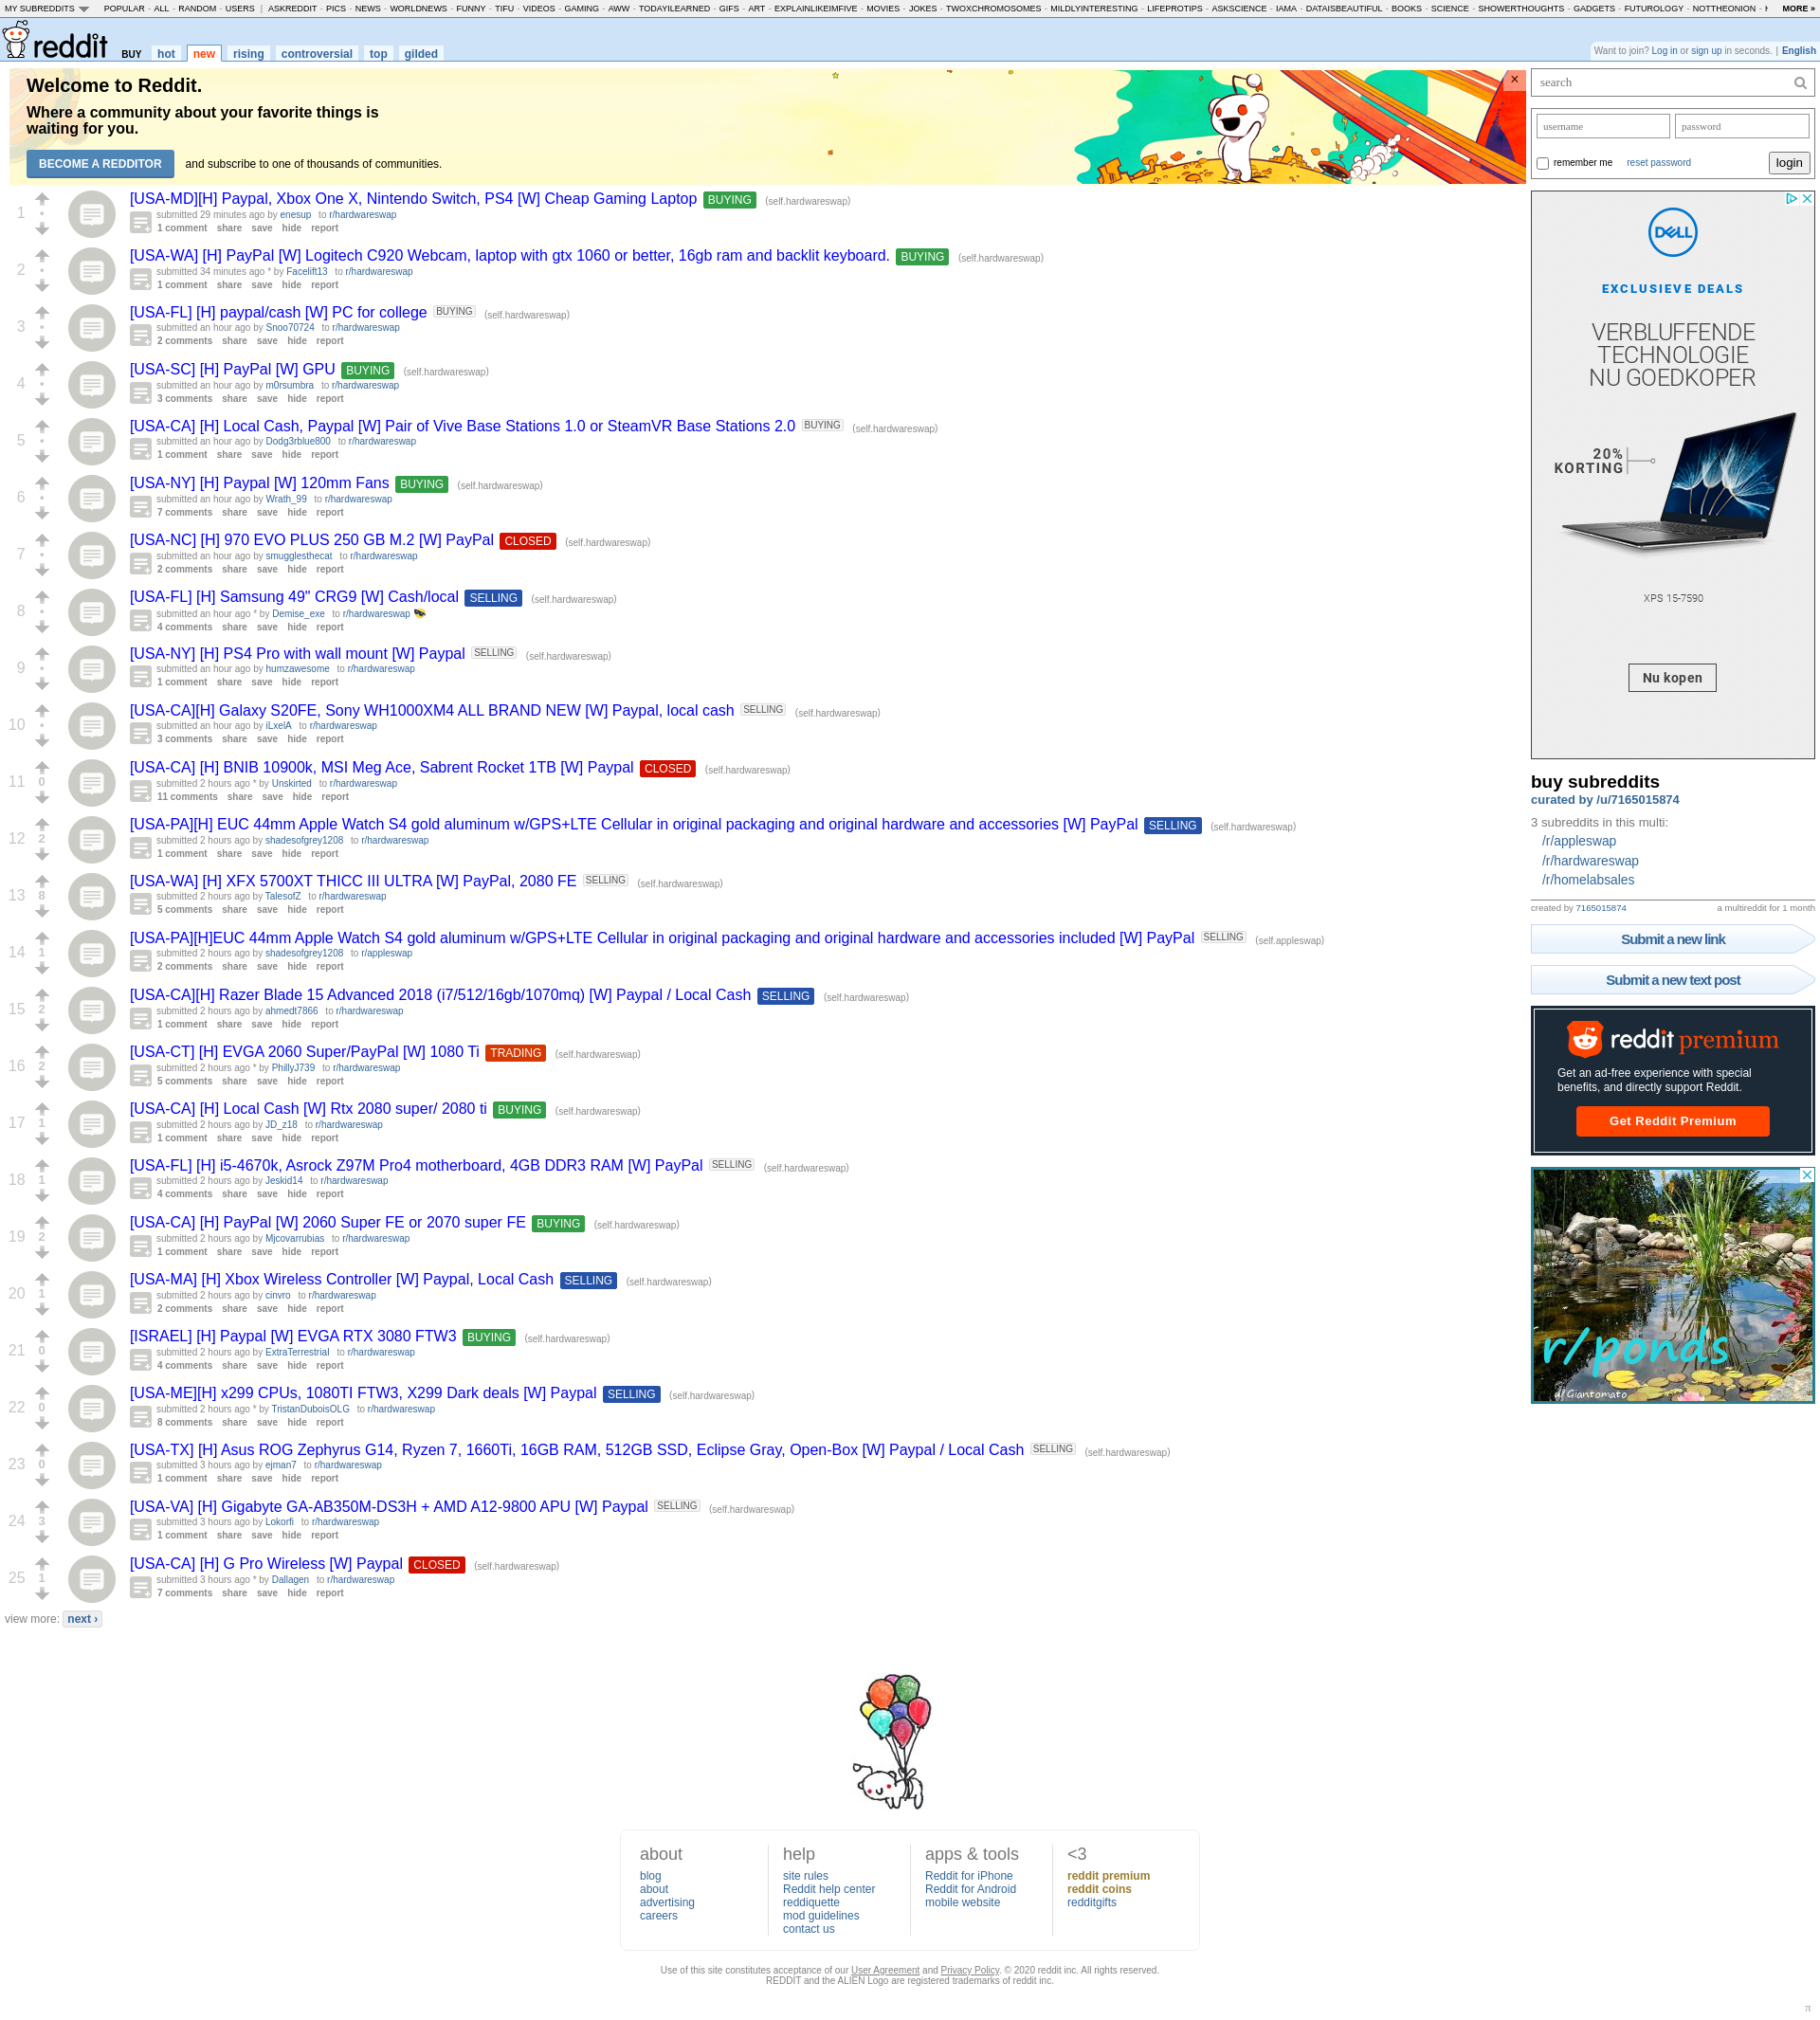 MY SUBREDDITS POPULAR - ALL - RANDOM - USERS | ASKREDDIT - PICS - NEWS - WORLDNEWS - FUNNY - TIFU - VIDEOS - GAMING - AWW - TODAYILEARNED - GIFS - ART - EXPLAINLIKEIMFIVE - MOVIES - JOKES - TWOXCHROMOSOMES - MILDLYINTERESTING - LIFEPROTIPS - ASKSCIENCE - IAMA - DATAISBEAUTIFUL - BOOKS - SCIENCE - SHOWERTHOUGHTS - GADGETS - FUTUROLOGY - NOTTHEONION - MORE »
reddit BUY hot new rising controversial top gilded
Want to join? Log in or sign up in seconds. | English
Welcome to Reddit.
Where a community about your favorite things is
waiting for you.
BECOME A REDDITOR and subscribe to one of thousands of communities.
×
1
[USA-MD][H] Paypal, Xbox One X, Nintendo Switch, PS4 [W] Cheap Gaming Laptop BUYING (self.hardwareswap)
submitted 29 minutes ago by enesup to r/hardwareswap
1 comment share save hide report
2
[USA-WA] [H] PayPal [W] Logitech C920 Webcam, laptop with gtx 1060 or better, 16gb ram and backlit keyboard. BUYING (self.hardwareswap)
submitted 34 minutes ago * by Facelift13 to r/hardwareswap
1 comment share save hide report
3
[USA-FL] [H] paypal/cash [W] PC for college BUYING (self.hardwareswap)
submitted an hour ago by Snoo70724 to r/hardwareswap
2 comments share save hide report
4
[USA-SC] [H] PayPal [W] GPU BUYING (self.hardwareswap)
submitted an hour ago by m0rsumbra to r/hardwareswap
3 comments share save hide report
5
[USA-CA] [H] Local Cash, Paypal [W] Pair of Vive Base Stations 1.0 or SteamVR Base Stations 2.0 BUYING (self.hardwareswap)
submitted an hour ago by Dodg3rblue800 to r/hardwareswap
1 comment share save hide report
6
[USA-NY] [H] Paypal [W] 120mm Fans BUYING (self.hardwareswap)
submitted an hour ago by Wrath_99 to r/hardwareswap
7 comments share save hide report
7
[USA-NC] [H] 970 EVO PLUS 250 GB M.2 [W] PayPal CLOSED (self.hardwareswap)
submitted an hour ago by smugglesthecat to r/hardwareswap
2 comments share save hide report
8
[USA-FL] [H] Samsung 49" CRG9 [W] Cash/local SELLING (self.hardwareswap)
submitted an hour ago * by Demise_exe to r/hardwareswap
4 comments share save hide report
9
[USA-NY] [H] PS4 Pro with wall mount [W] Paypal SELLING (self.hardwareswap)
submitted an hour ago by humzawesome to r/hardwareswap
1 comment share save hide report
10
[USA-CA][H] Galaxy S20FE, Sony WH1000XM4 ALL BRAND NEW [W] Paypal, local cash SELLING (self.hardwareswap)
submitted an hour ago by iLxelA to r/hardwareswap
3 comments share save hide report
11 0
[USA-CA] [H] BNIB 10900k, MSI Meg Ace, Sabrent Rocket 1TB [W] Paypal CLOSED (self.hardwareswap)
submitted 2 hours ago * by Unskirted to r/hardwareswap
11 comments share save hide report
12 2
[USA-PA][H] EUC 44mm Apple Watch S4 gold aluminum w/GPS+LTE Cellular in original packaging and original hardware and accessories [W] PayPal SELLING (self.hardwareswap)
submitted 2 hours ago by shadesofgrey1208 to r/hardwareswap
1 comment share save hide report
13 8
[USA-WA] [H] XFX 5700XT THICC III ULTRA [W] PayPal, 2080 FE SELLING (self.hardwareswap)
submitted 2 hours ago by TalesofZ to r/hardwareswap
5 comments share save hide report
14 1
[USA-PA][H]EUC 44mm Apple Watch S4 gold aluminum w/GPS+LTE Cellular in original packaging and original hardware and accessories included [W] PayPal SELLING (self.appleswap)
submitted 2 hours ago by shadesofgrey1208 to r/appleswap
2 comments share save hide report
15 2
[USA-CA][H] Razer Blade 15 Advanced 2018 (i7/512/16gb/1070mq) [W] Paypal / Local Cash SELLING (self.hardwareswap)
submitted 2 hours ago by ahmedt7866 to r/hardwareswap
1 comment share save hide report
16 2
[USA-CT] [H] EVGA 2060 Super/PayPal [W] 1080 Ti TRADING (self.hardwareswap)
submitted 2 hours ago * by PhillyJ739 to r/hardwareswap
5 comments share save hide report
17 1
[USA-CA] [H] Local Cash [W] Rtx 2080 super/ 2080 ti BUYING (self.hardwareswap)
submitted 2 hours ago by JD_z18 to r/hardwareswap
1 comment share save hide report
18 1
[USA-FL] [H] i5-4670k, Asrock Z97M Pro4 motherboard, 4GB DDR3 RAM [W] PayPal SELLING (self.hardwareswap)
submitted 2 hours ago by Jeskid14 to r/hardwareswap
4 comments share save hide report
19 2
[USA-CA] [H] PayPal [W] 2060 Super FE or 2070 super FE BUYING (self.hardwareswap)
submitted 2 hours ago by Mjcovarrubias to r/hardwareswap
1 comment share save hide report
20 1
[USA-MA] [H] Xbox Wireless Controller [W] Paypal, Local Cash SELLING (self.hardwareswap)
submitted 2 hours ago by cinvro to r/hardwareswap
2 comments share save hide report
21 0
[ISRAEL] [H] Paypal [W] EVGA RTX 3080 FTW3 BUYING (self.hardwareswap)
submitted 2 hours ago by ExtraTerrestrial to r/hardwareswap
4 comments share save hide report
22 0
[USA-ME][H] x299 CPUs, 1080TI FTW3, X299 Dark deals [W] Paypal SELLING (self.hardwareswap)
submitted 2 hours ago * by TristanDuboisOLG to r/hardwareswap
8 comments share save hide report
23 0
[USA-TX] [H] Asus ROG Zephyrus G14, Ryzen 7, 1660Ti, 16GB RAM, 512GB SSD, Eclipse Gray, Open-Box [W] Paypal / Local Cash SELLING (self.hardwareswap)
submitted 3 hours ago by ejman7 to r/hardwareswap
1 comment share save hide report
24 3
[USA-VA] [H] Gigabyte GA-AB350M-DS3H + AMD A12-9800 APU [W] Paypal SELLING (self.hardwareswap)
submitted 3 hours ago by Lokorfi to r/hardwareswap
1 comment share save hide report
25 1
[USA-CA] [H] G Pro Wireless [W] Paypal CLOSED (self.hardwareswap)
submitted 3 hours ago * by Dallagen to r/hardwareswap
7 comments share save hide report
view more: next ›
search
username password
remember me reset password login
DELL
EXCLUSIEVE DEALS
VERBLUFFENDE
TECHNOLOGIE
NU GOEDKOPER
20%
KORTING
XPS 15-7590
Nu kopen
buy subreddits
curated by /u/7165015874
3 subreddits in this multi:
/r/appleswap
/r/hardwareswap
/r/homelabsales
created by 7165015874 a multireddit for 1 month
Submit a new link
Submit a new text post
reddit premium
Get an ad-free experience with special
benefits, and directly support Reddit.
Get Reddit Premium
r/ponds
u/Giantomato
about
blog
about
advertising
careers
help
site rules
Reddit help center
reddiquette
mod guidelines
contact us
apps & tools
Reddit for iPhone
Reddit for Android
mobile website
<3
reddit premium
reddit coins
redditgifts
Use of this site constitutes acceptance of our User Agreement and Privacy Policy. © 2020 reddit inc. All rights reserved.
REDDIT and the ALIEN Logo are registered trademarks of reddit inc.
π